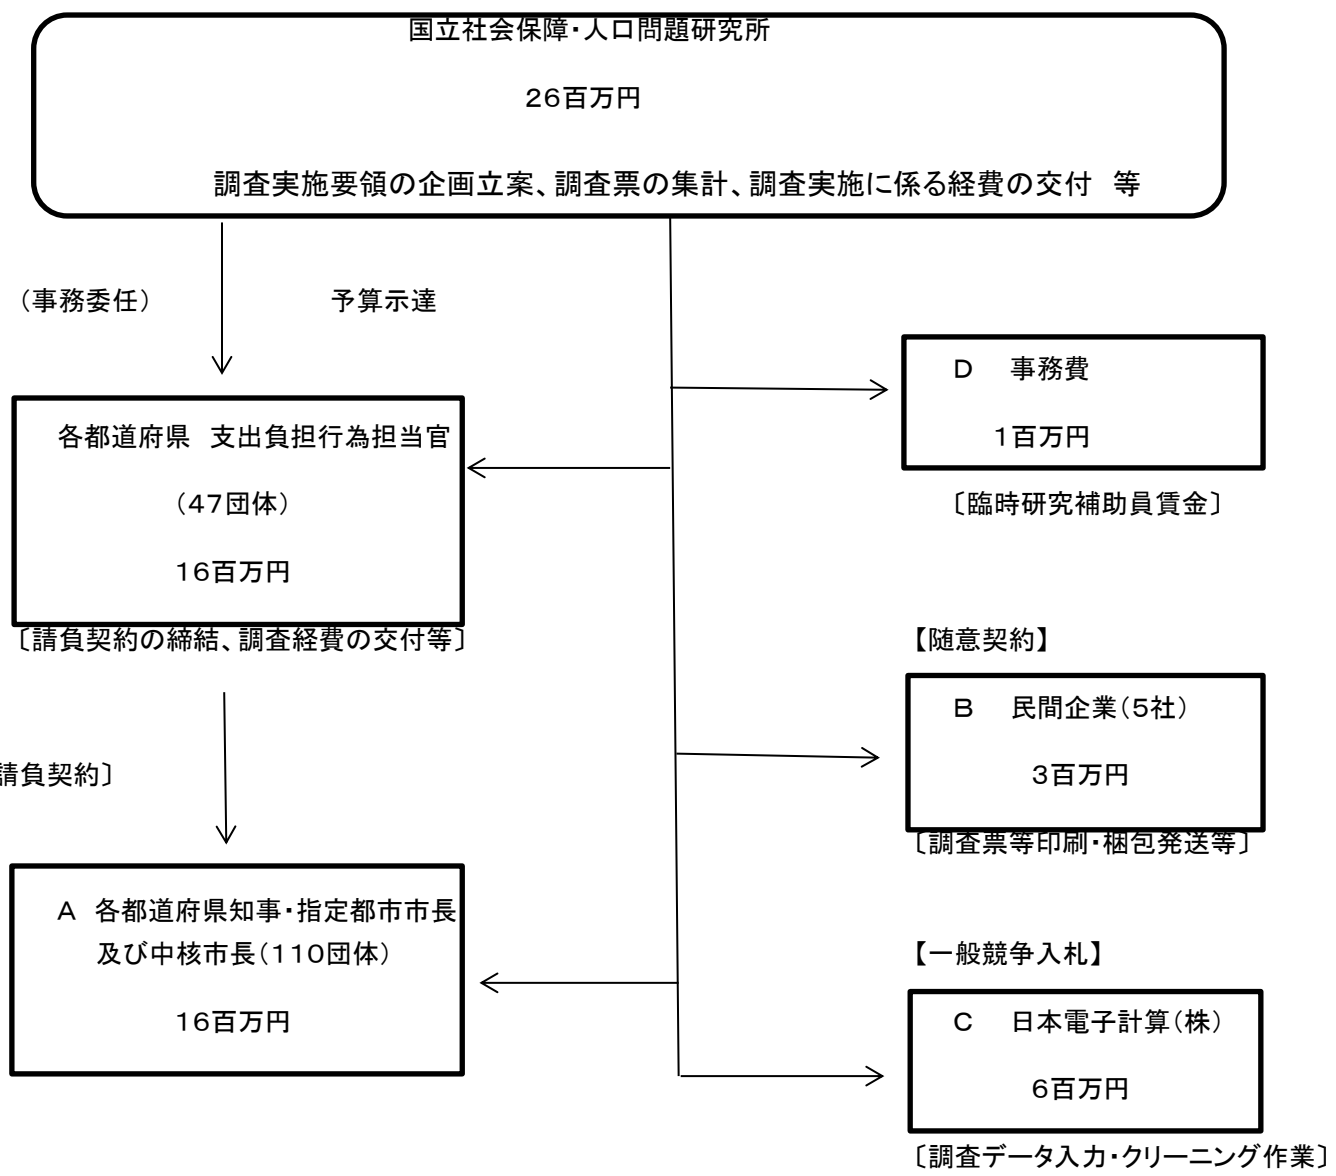 国立社会保障・人口問題研究所
26百万円
調査実施要領の企画立案、調査票の集計、調査実施に係る経費の交付 等
(事務委任)
予算示達
各都道府県 支出負担行為担当官
(47団体)
16百万円
〔請負契約の締結、調査経費の交付等〕
請負契約〕
A 各都道府県知事・指定都市市長
及び中核市長(110団体)
16百万円
D 事務費
1百万円
〔臨時研究補助員賃金〕
【随意契約】
B 民間企業(5社)
3百万円
〔調査票等印刷・梱包発送等〕
【一般競争入札】
C 日本電子計算(株)
6百万円
〔調査データ入力・クリーニング作業〕